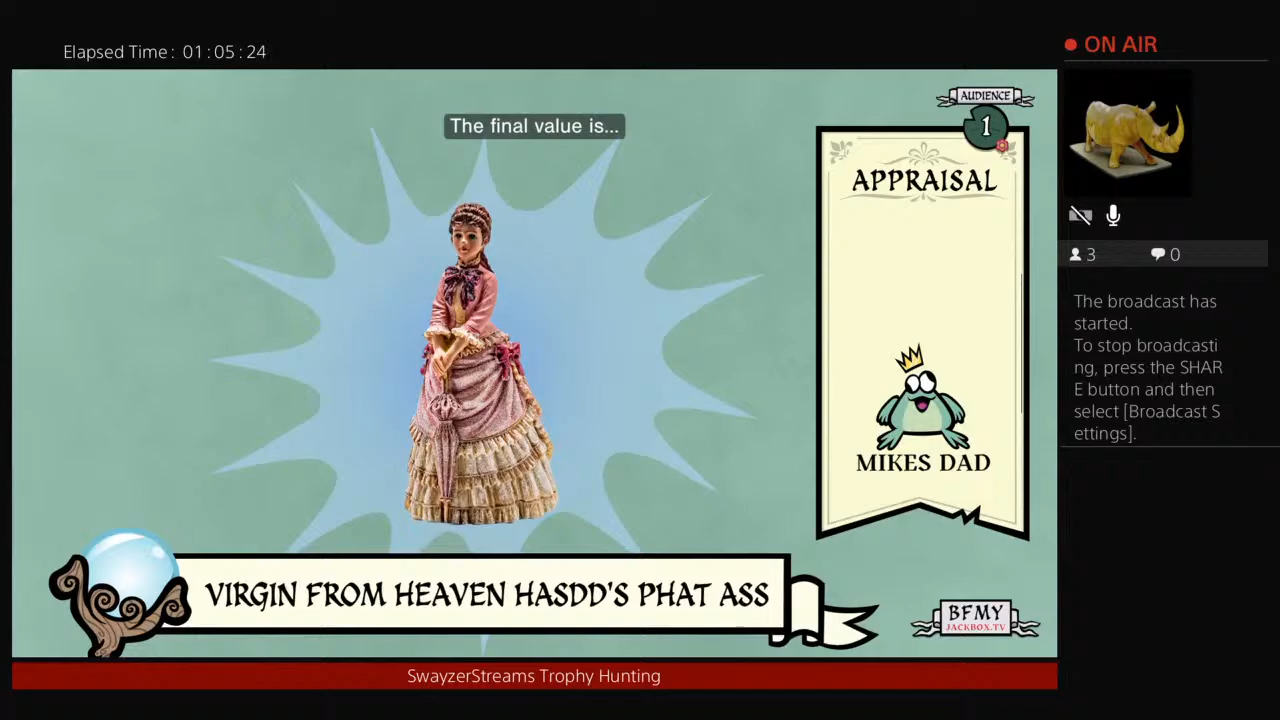 Elapsed Time: 01:05:24
ON AIR
The final value is...
AUDIENCE
1
APPRAISAL
MIKES DAD
3
0
The broadcast has
started.
To stop broadcasti
ng, press the SHAR
E button and then
select [Broadcast S
ettings].
VIRGIN FROM HEAVEN HASDD'S PHAT ASS
BFMY
JACKBOX.TV
SwayzerStreams Trophy Hunting